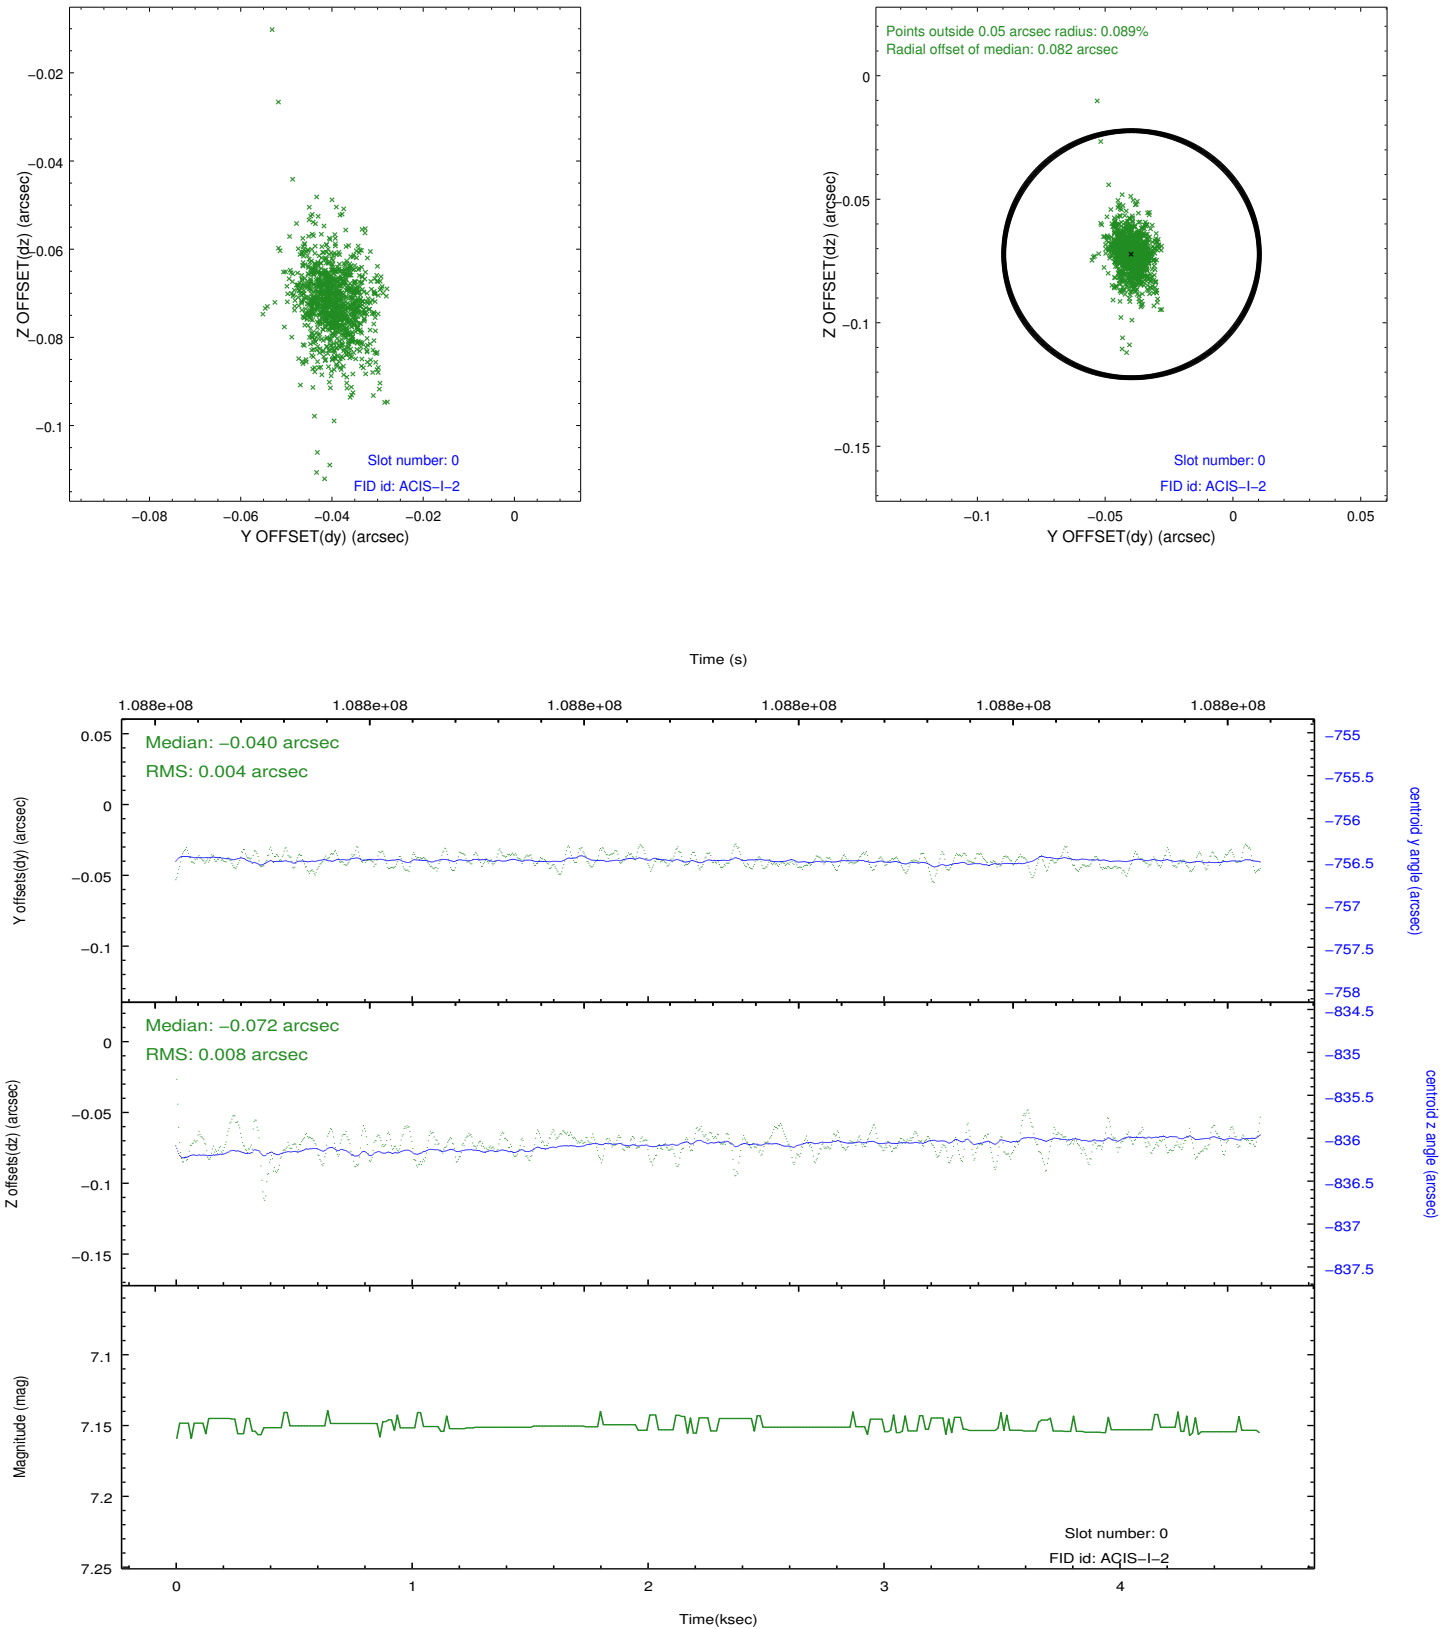 −0.02
−0.04
−0.06
−0.08
−0.1
Z OFFSET(dz) (arcsec)
Slot number: 0
FID id: ACIS−I−2
−0.08 −0.06 −0.04 −0.02 0
Y OFFSET(dy) (arcsec)
Points outside 0.05 arcsec radius: 0.089%
Radial offset of median: 0.082 arcsec
0
−0.05
−0.1
−0.15
Z OFFSET(dz) (arcsec)
Slot number: 0
FID id: ACIS−I−2
−0.1 −0.05 0 0.05
Y OFFSET(dy) (arcsec)
Time (s)
1.088e+08 1.088e+08 1.088e+08 1.088e+08 1.088e+08 1.088e+08
Median: −0.040 arcsec
RMS: 0.004 arcsec
0.05
0
−0.05
−0.1
Y offsets(dy) (arcsec)
−755
−755.5
−756
−756.5
−757
−757.5
−758
centroid y angle (arcsec)
Median: −0.072 arcsec
RMS: 0.008 arcsec
0
−0.05
−0.1
−0.15
Z offsets(dz) (arcsec)
−834.5
−835
−835.5
−836
−836.5
−837
−837.5
centroid z angle (arcsec)
7.1
7.15
7.2
7.25
Magnitude (mag)
Slot number: 0
FID id: ACIS−I−2
0 1 2 3 4
Time(ksec)